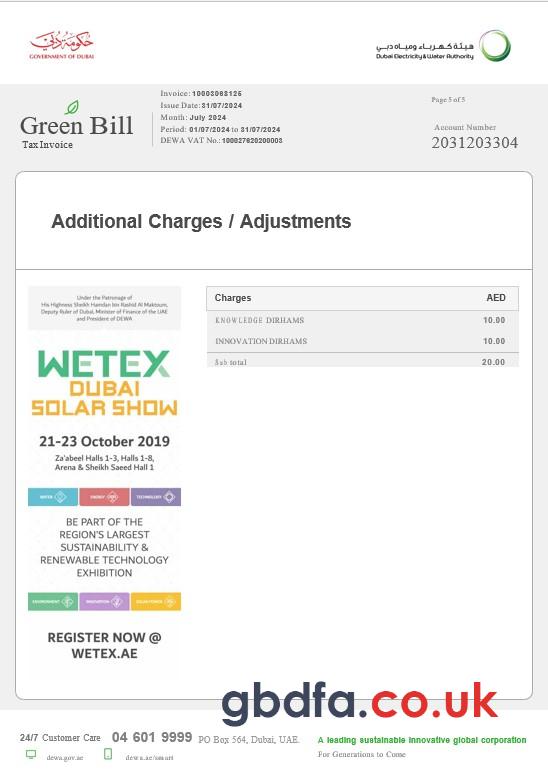 حكومة دبي
GOVERNMENT OF DUBAI
هيئة كهرباء ومياه دبي
Dubai Electricity & Water Authority
Green Bill
Tax Invoice
Invoice: 10003068125
Issue Date: 31/07/2024
Month: July 2024
Period: 01/07/2024 to 31/07/2024
DEWA VAT No.: 100027620200003
Page 5 of 5
Account Number
2031203304
Additional Charges / Adjustments
Under the Patronage of
His Highness Sheikh Hamdan bin Rashid Al Maktoum,
Deputy Ruler of Dubai, Minister of Finance of the UAE
and President of DEWA
WETEX
DUBAI
SOLAR SHOW
21-23 October 2019
Za'abeel Halls 1-3, Halls 1-8,
Arena & Sheikh Saeed Hall 1
WATER ENERGY TECHNOLOGY
BE PART OF THE
REGION'S LARGEST
SUSTAINABILITY &
RENEWABLE TECHNOLOGY
EXHIBITION
ENVIRONMENT INNOVATION SOLAR POWER
REGISTER NOW @
WETEX.AE
Charges AED
KNOWLEDGE DIRHAMS 10.00
INNOVATION DIRHAMS 10.00
Sub total 20.00
gbdfa.co.uk
24/7 Customer Care 04 601 9999 PO Box 564, Dubai, UAE.
dewa.gov.ae dewa.ae/smart
A leading sustainable innovative global corporation
For Generations to Come